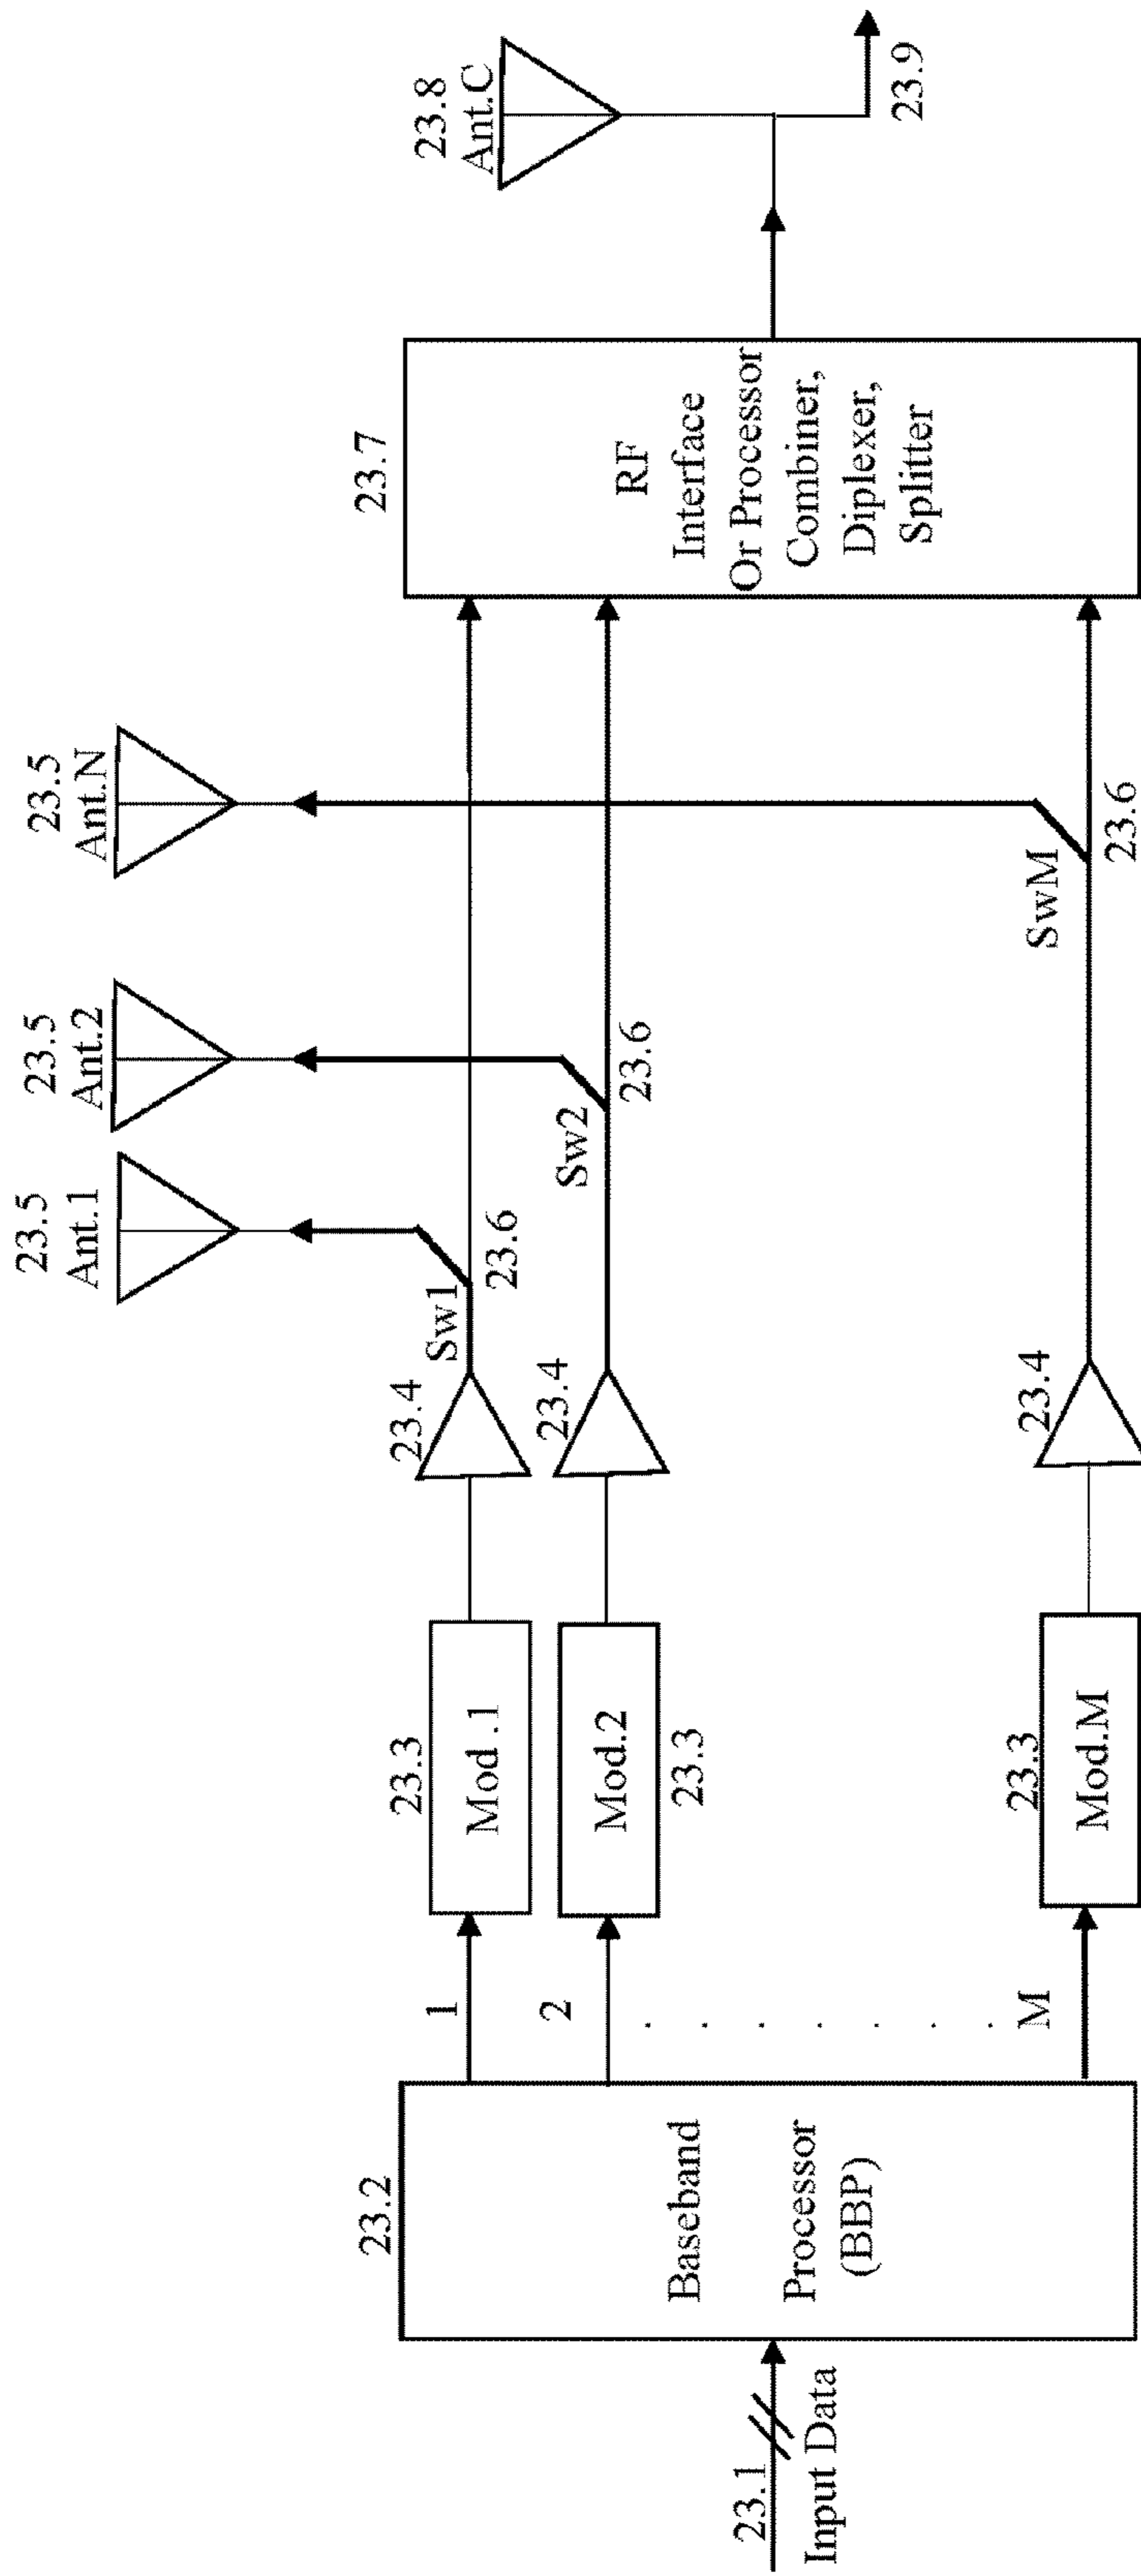 23.1
Input Data
23.2
Baseband
Processor
(BBP)
1
2
. . . . . . .
M
23.3
Mod.1
Mod.2
23.3
23.3
Mod.M
23.4
23.4
23.4
Sw1
23.6
Sw2
23.6
SwM
23.6
23.5
Ant.1
23.5
Ant.2
23.5
Ant.N
23.7
RF
Interface
Or Processor
Combiner,
Diplexer,
Splitter
23.8
Ant.C
23.9